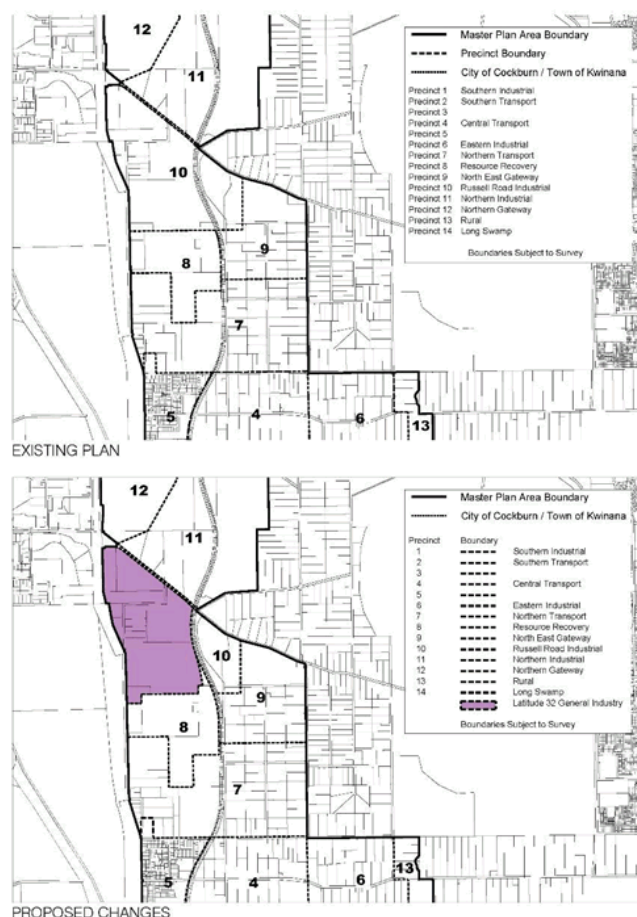 12
11
10
9
8
7
5
4
6
13
Master Plan Area Boundary
Precinct Boundary
City of Cockburn / Town of Kwinana
Precinct 1 Southern Industrial
Precinct 2 Southern Transport
Precinct 3
Precinct 4 Central Transport
Precinct 5
Precinct 6 Eastern Industrial
Precinct 7 Northern Transport
Precinct 8 Resource Recovery
Precinct 9 North East Gateway
Precinct 10 Russell Road Industrial
Precinct 11 Northern Industrial
Precinct 12 Northern Gateway
Precinct 13 Rural
Precinct 14 Long Swamp
Boundaries Subject to Survey
EXISTING PLAN
12
11
10
9
8
7
5
4
6
13
Master Plan Area Boundary
City of Cockburn / Town of Kwinana
Precinct Boundary
1 Southern Industrial
2 Southern Transport
3
4 Central Transport
5
6 Eastern Industrial
7 Northern Transport
8 Resource Recovery
9 North East Gateway
10 Russell Road Industrial
11 Northern Industrial
12 Northern Gateway
13 Rural
14 Long Swamp
Latitude 32 General Industry
Boundaries Subject to Survey
PROPOSED CHANGES